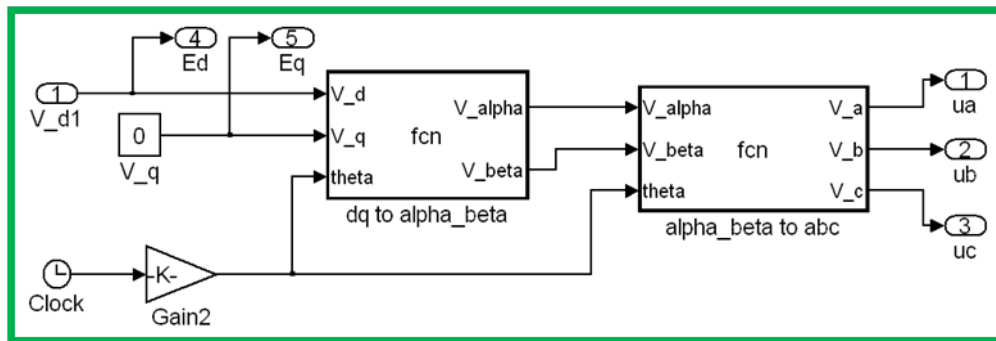 4
Ed
5
Eq
1
V_d1
0
V_q
V_d
V_q
theta
fcn
V_alpha
V_beta
dq to alpha_beta
V_alpha
V_beta
theta
fcn
V_a
V_b
V_c
alpha_beta to abc
1
ua
2
ub
3
uc
Clock
-K-
Gain2